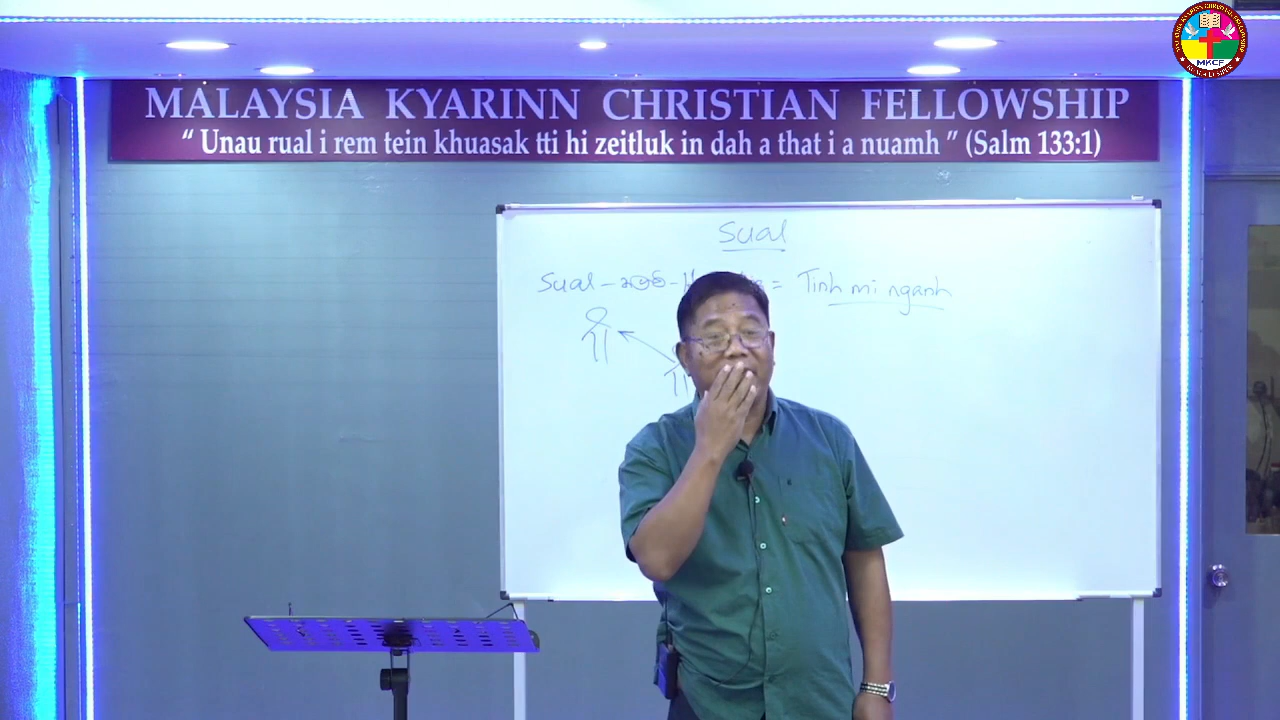 MALAYSIA KYARINN CHRISTIAN FELLOWSHIP
“ Unau rual i rem tein khuasak tti hi zeitluk in dah a that i a nuamh ” (Salm 133:1)
MKCF
Sual
Sual - = Tinh mi nganh